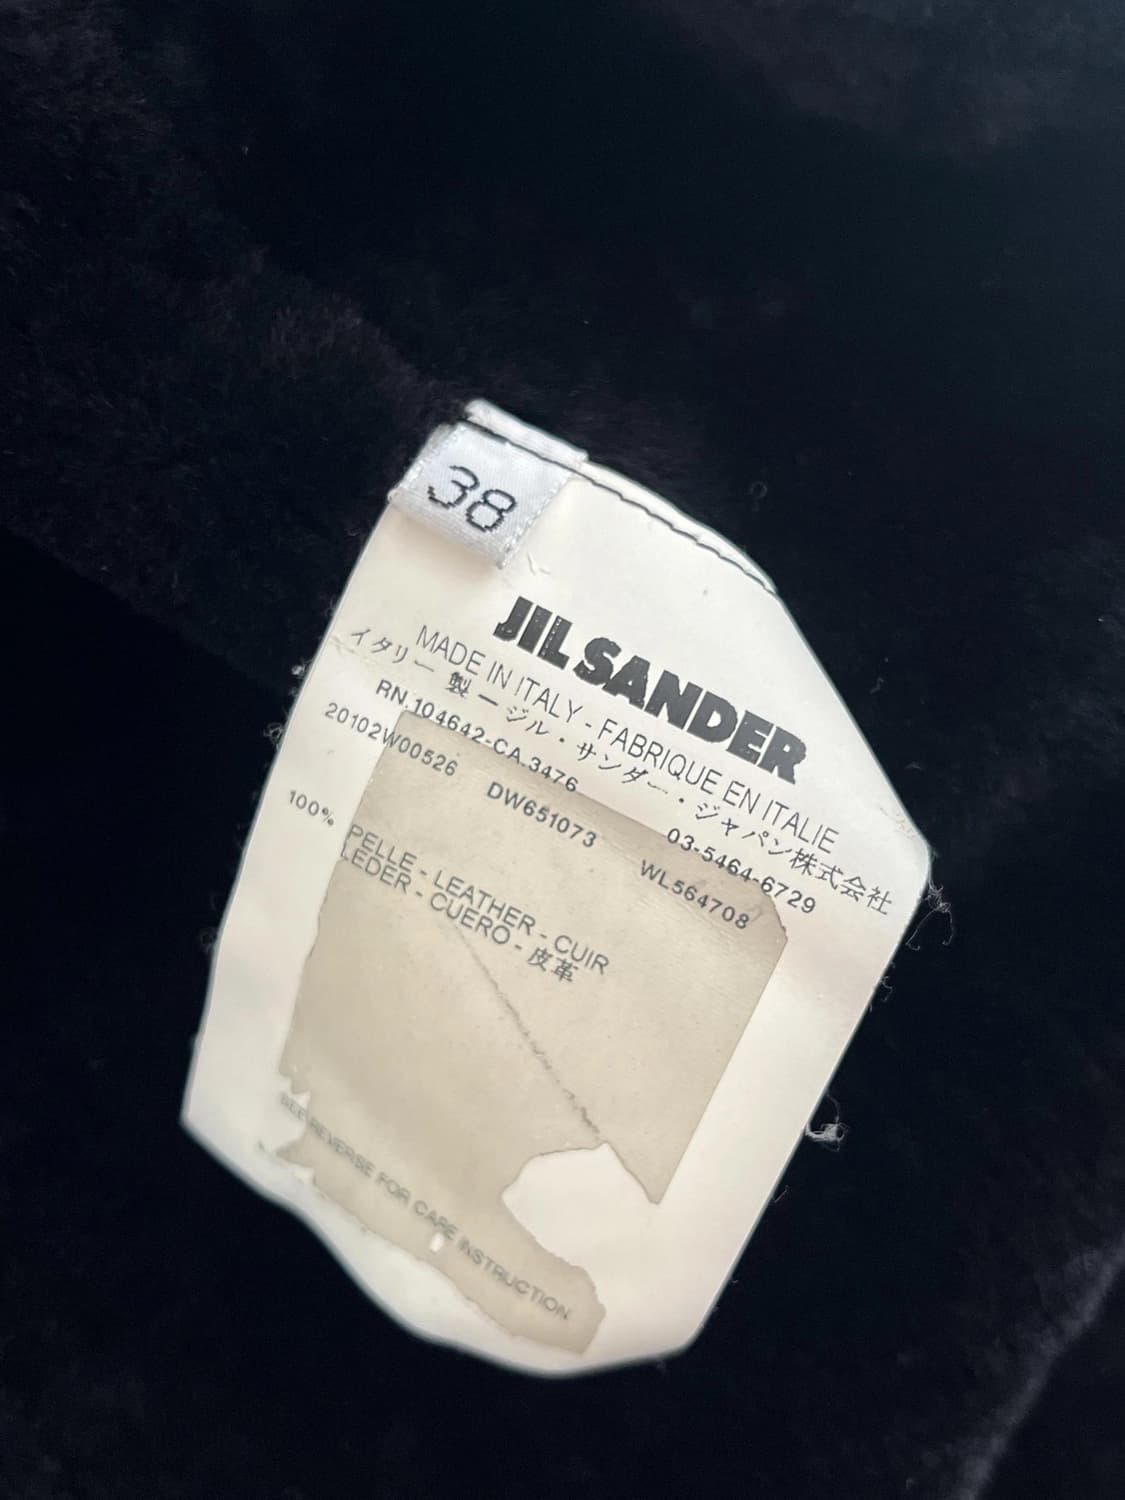 38
JIL SANDER
MADE IN ITALY - FABRIQUE EN ITALIE
イタリー製ージル・サンダー・ジャパン株式会社
RN.104642-CA.3476 03-5464-6729
20102W00526 DW651073 WL564708
100% PELLE - LEATHER - CUIR
LEDER - CUERO - 皮革
SEE REVERSE FOR CARE INSTRUCTION